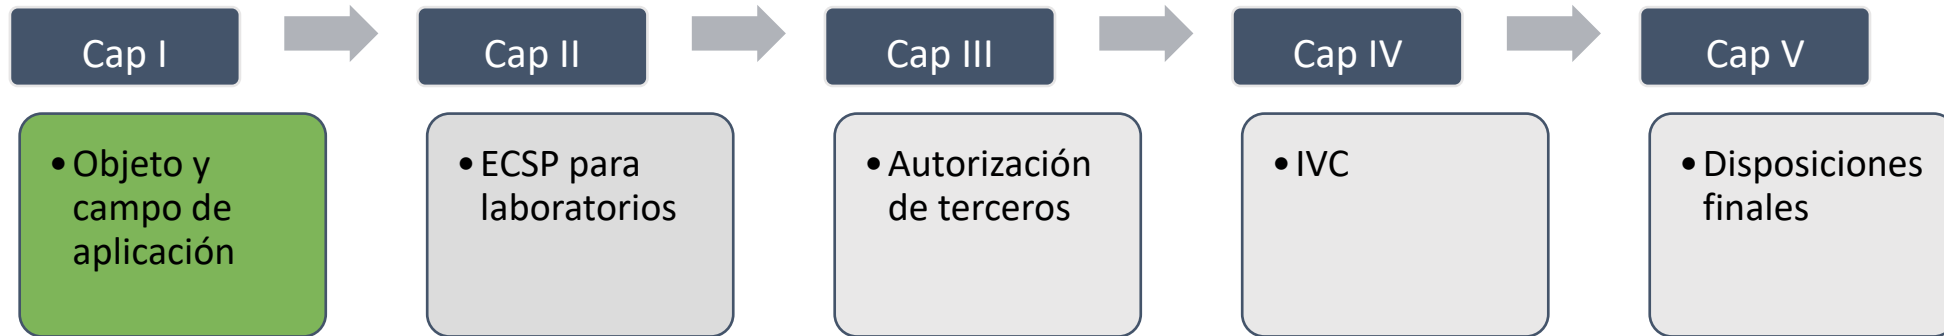 Cap I
Cap II
Cap III
Cap IV
Cap V
•Objeto y
campo de
aplicación
•ECSP para
laboratorios
•Autorización
de terceros
•IVC
•Disposiciones
finales